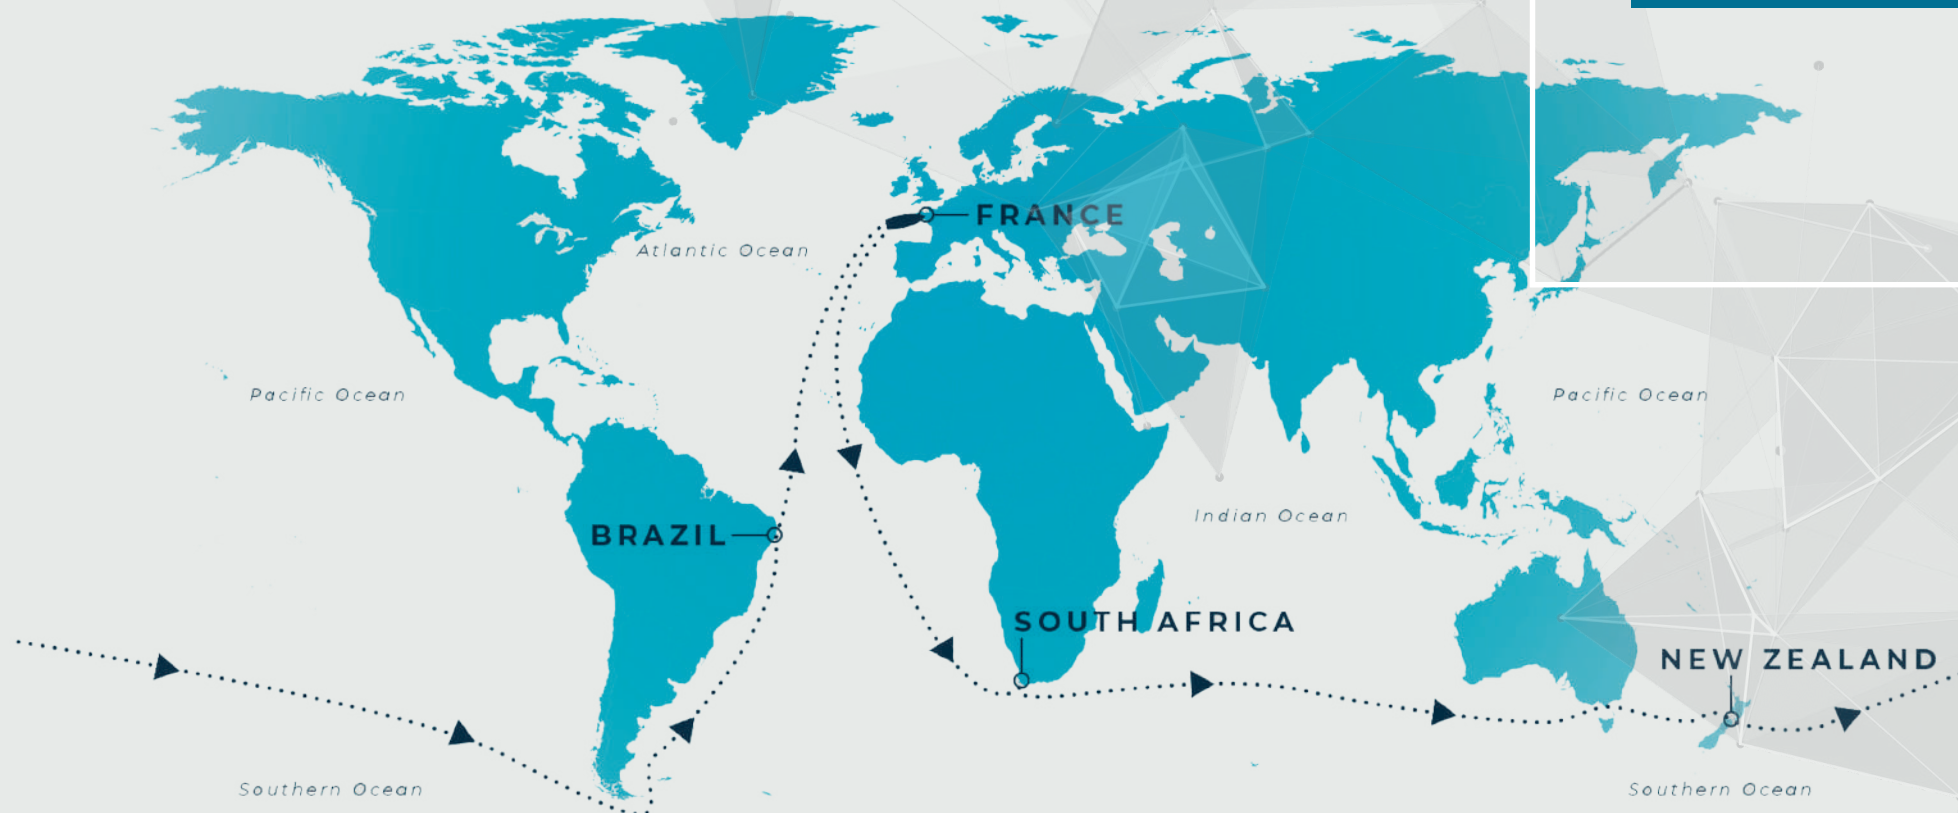 FRANCE
Atlantic Ocean
Pacific Ocean
Pacific Ocean
Indian Ocean
BRAZIL
SOUTH AFRICA
NEW ZEALAND
Southern Ocean
Southern Ocean